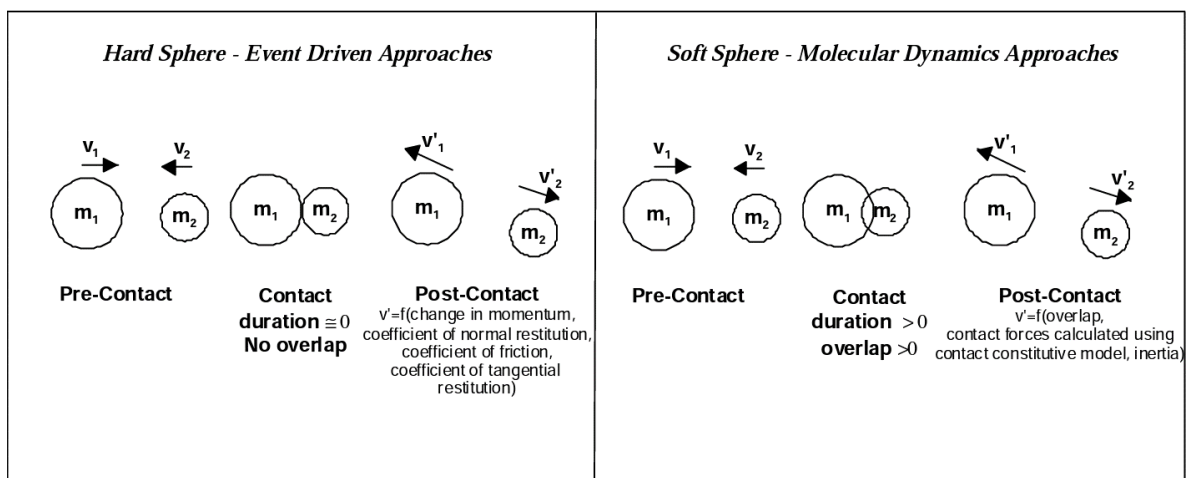 Hard Sphere - Event Driven Approaches
v₁
v₂
m₁
m₂
m₁
m₂
v'₁
v'₂
m₁
m₂
Pre-Contact
Contact
duration ≅0
No overlap
Post-Contact
v'=f(change in momentum,
coefficient of normal restitution,
coefficient of friction,
coefficient of tangential
restitution)
Soft Sphere - Molecular Dynamics Approaches
v₁
v₂
m₁
m₂
m₁
m₂
v'₁
v'₂
m₁
m₂
Pre-Contact
Contact
duration >0
overlap >0
Post-Contact
v'=f(overlap,
contact forces calculated using
contact constitutive model, inertia)